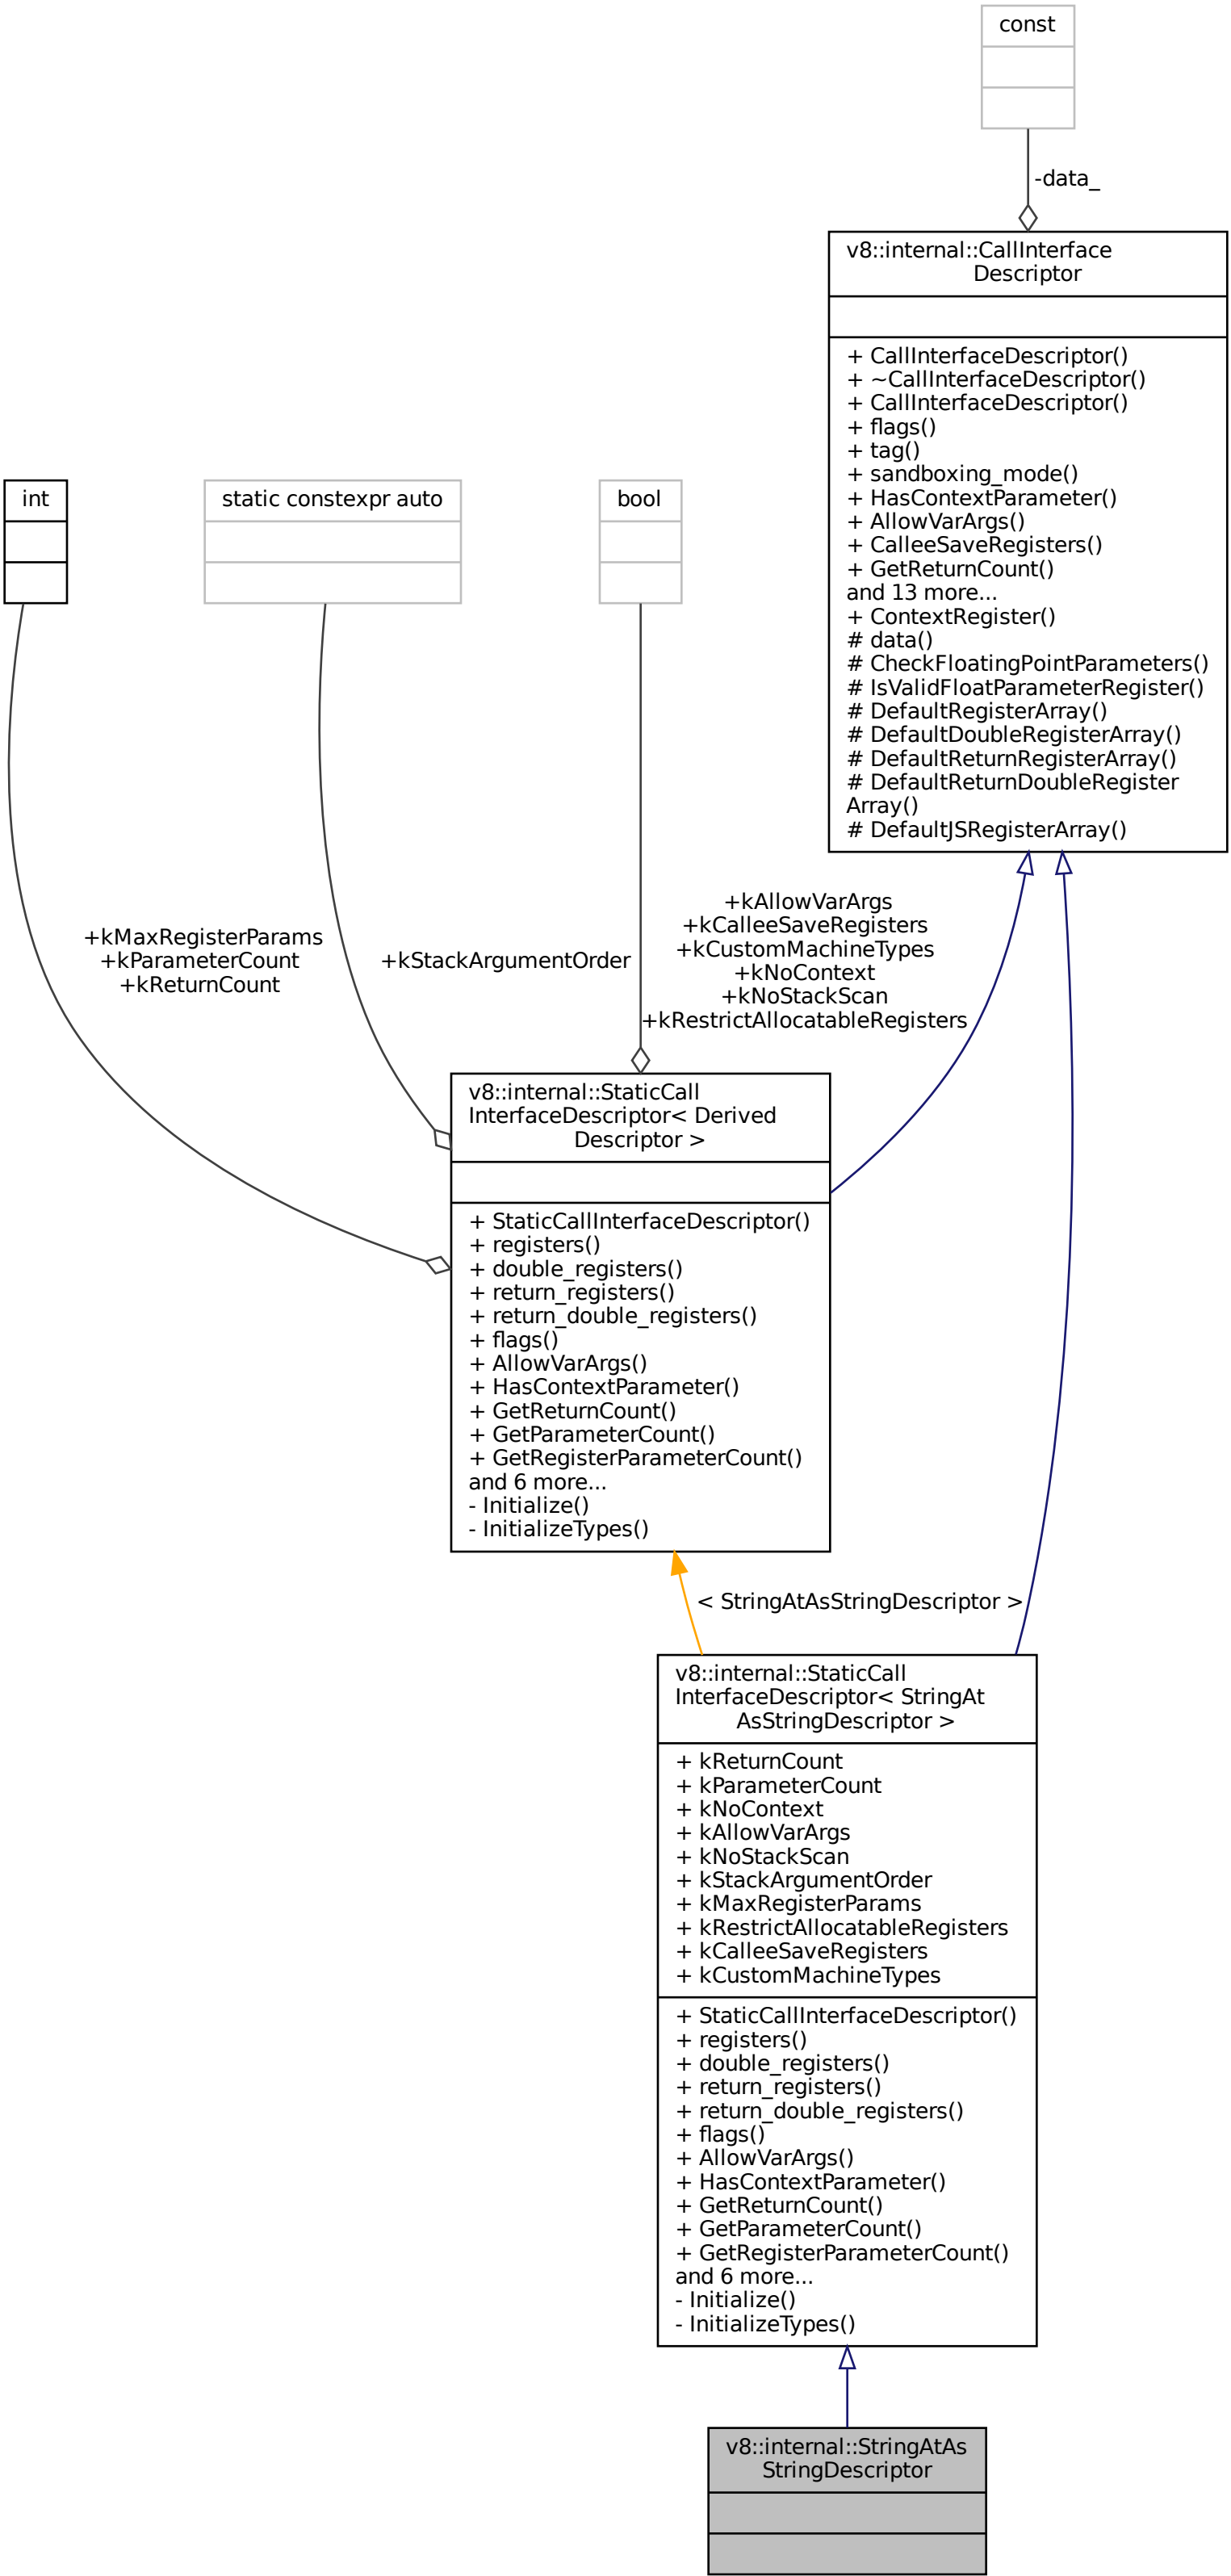 const
-data_
v8::internal::CallInterface
Descriptor
+ CallInterfaceDescriptor()
+ ~CallInterfaceDescriptor()
+ CallInterfaceDescriptor()
+ flags()
+ tag()
+ sandboxing_mode()
+ HasContextParameter()
+ AllowVarArgs()
+ CalleeSaveRegisters()
+ GetReturnCount()
and 13 more...
+ ContextRegister()
# data()
# CheckFloatingPointParameters()
# IsValidFloatParameterRegister()
# DefaultRegisterArray()
# DefaultDoubleRegisterArray()
# DefaultReturnRegisterArray()
# DefaultReturnDoubleRegister
Array()
# DefaultJSRegisterArray()
int
static constexpr auto
bool
+kMaxRegisterParams
+kParameterCount
+kReturnCount
+kStackArgumentOrder
+kAllowVarArgs
+kCalleeSaveRegisters
+kCustomMachineTypes
+kNoContext
+kNoStackScan
+kRestrictAllocatableRegisters
v8::internal::StaticCall
InterfaceDescriptor< Derived
Descriptor >
+ StaticCallInterfaceDescriptor()
+ registers()
+ double_registers()
+ return_registers()
+ return_double_registers()
+ flags()
+ AllowVarArgs()
+ HasContextParameter()
+ GetReturnCount()
+ GetParameterCount()
+ GetRegisterParameterCount()
and 6 more...
- Initialize()
- InitializeTypes()
< StringAtAsStringDescriptor >
v8::internal::StaticCall
InterfaceDescriptor< StringAt
AsStringDescriptor >
+ kReturnCount
+ kParameterCount
+ kNoContext
+ kAllowVarArgs
+ kNoStackScan
+ kStackArgumentOrder
+ kMaxRegisterParams
+ kRestrictAllocatableRegisters
+ kCalleeSaveRegisters
+ kCustomMachineTypes
+ StaticCallInterfaceDescriptor()
+ registers()
+ double_registers()
+ return_registers()
+ return_double_registers()
+ flags()
+ AllowVarArgs()
+ HasContextParameter()
+ GetReturnCount()
+ GetParameterCount()
+ GetRegisterParameterCount()
and 6 more...
- Initialize()
- InitializeTypes()
v8::internal::StringAtAs
StringDescriptor